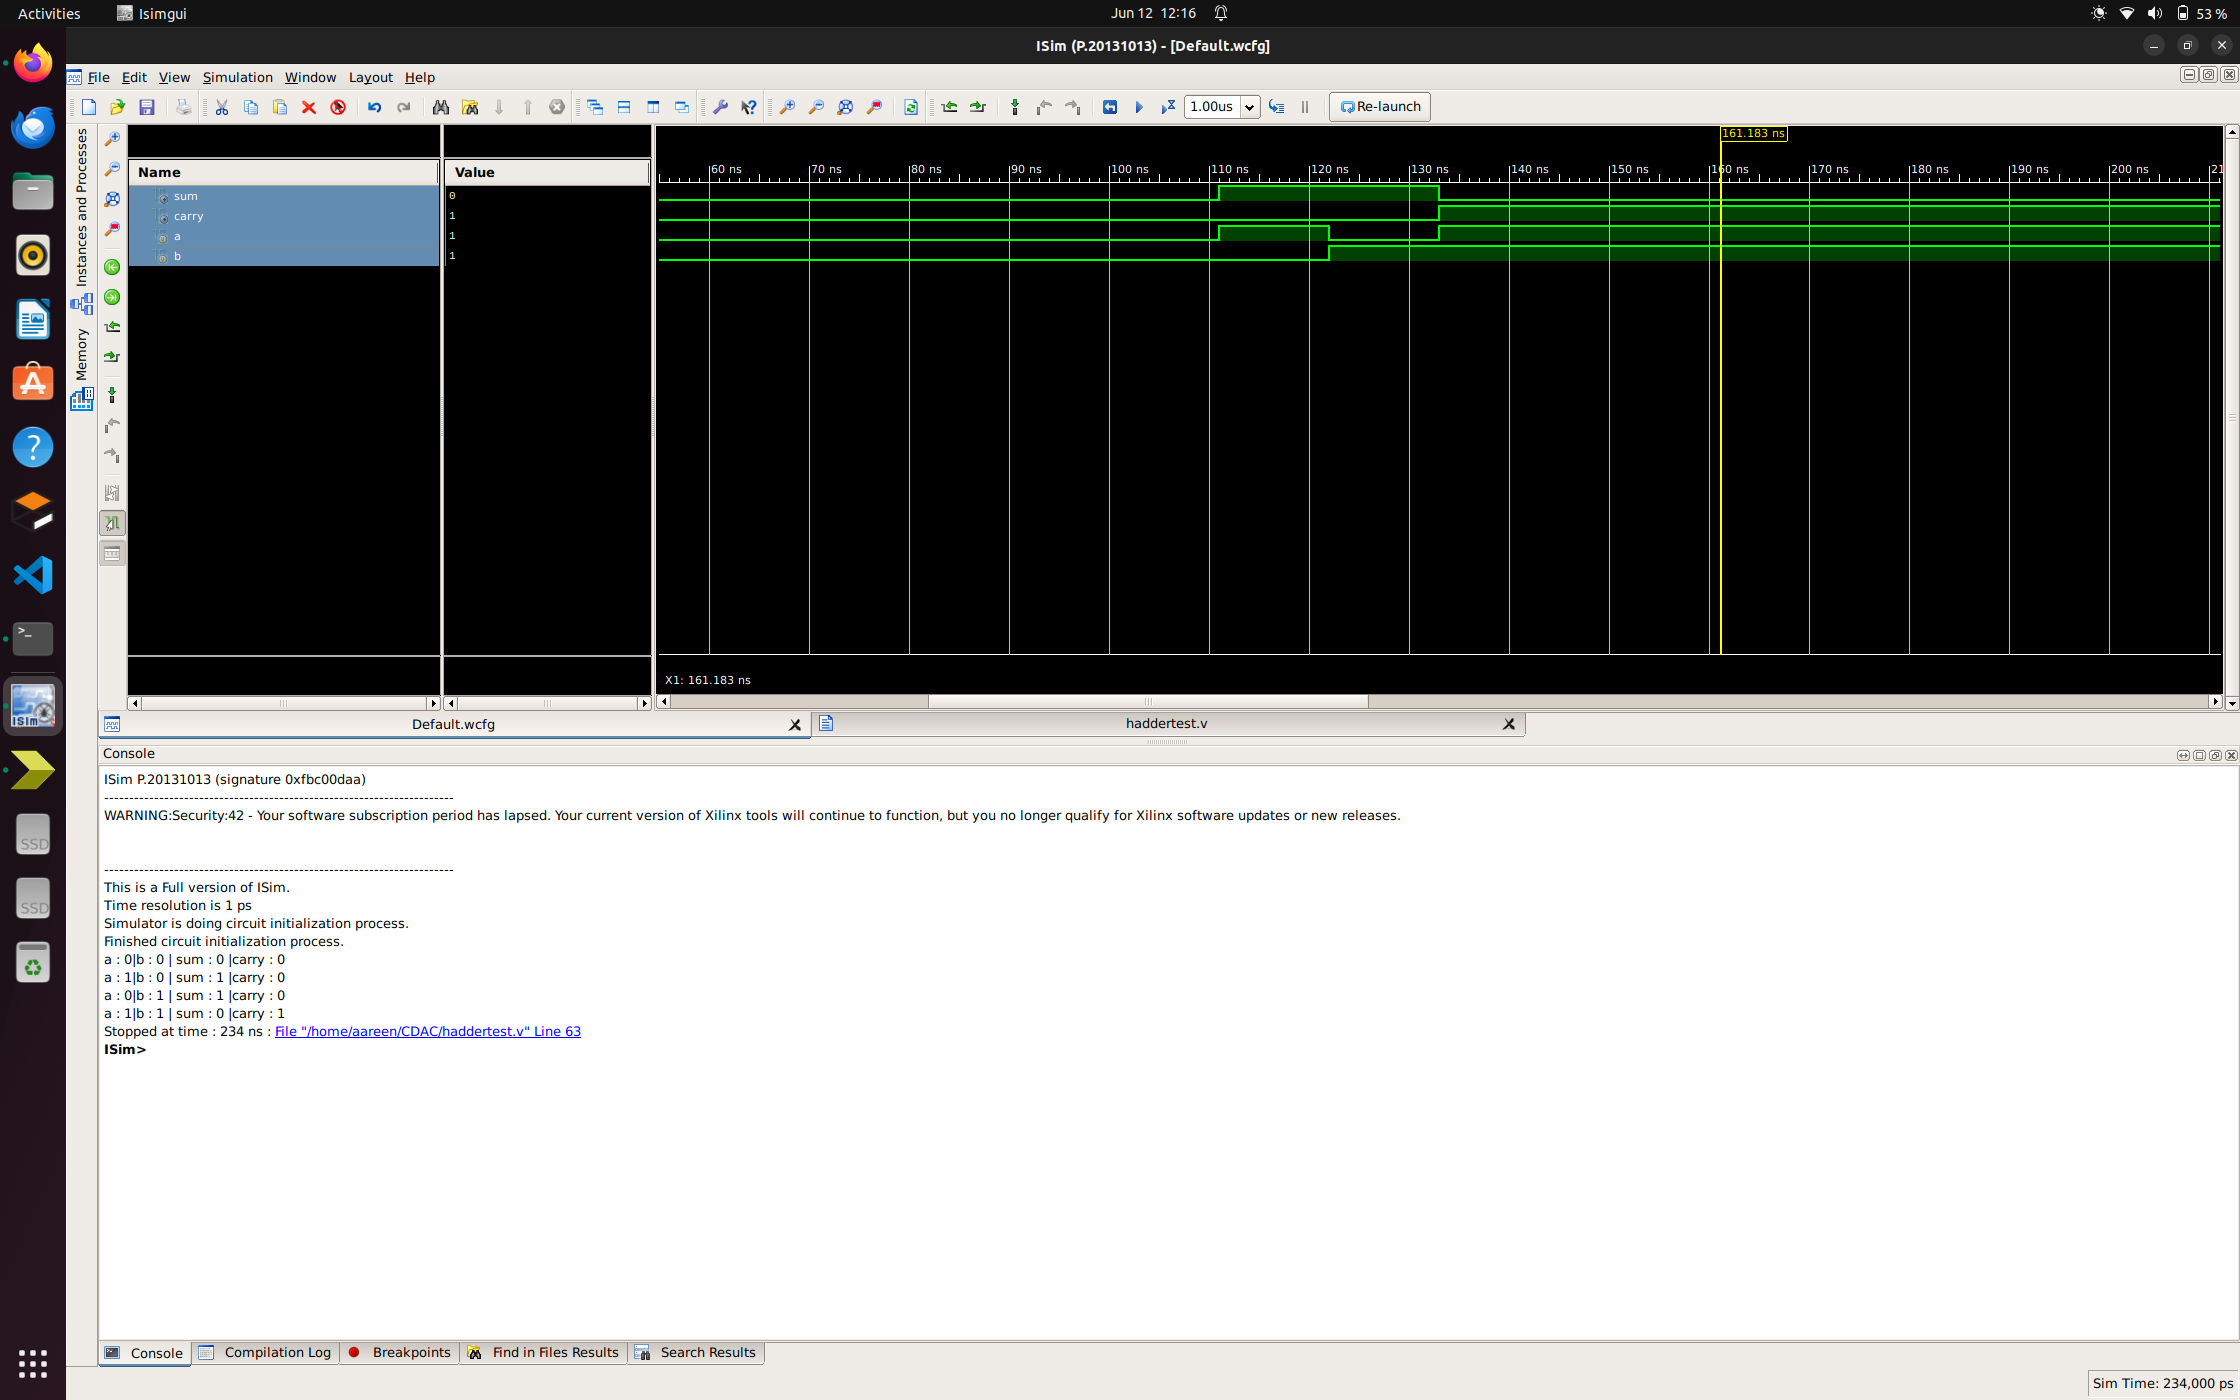 Activities Isimgui Jun 12 12:16 53 %
ISim (P.20131013) - [Default.wcfg]
File Edit View Simulation Window Layout Help
1.00us Re-launch
Instances and Processes
Memory
161.183 ns
Name Value
60 ns 70 ns 80 ns 90 ns 100 ns 110 ns 120 ns 130 ns 140 ns 150 ns 160 ns 170 ns 180 ns 190 ns 200 ns 21
sum 0
carry 1
a 1
b 1
X1: 161.183 ns
Default.wcfg haddertest.v
Console
ISim P.20131013 (signature 0xfbc00daa)
----------------------------------------------------------------------
WARNING:Security:42 - Your software subscription period has lapsed. Your current version of Xilinx tools will continue to function, but you no longer qualify for Xilinx software updates or new releases.
----------------------------------------------------------------------
This is a Full version of ISim.
Time resolution is 1 ps
Simulator is doing circuit initialization process.
Finished circuit initialization process.
a : 0|b : 0 | sum : 0 |carry : 0
a : 1|b : 0 | sum : 1 |carry : 0
a : 0|b : 1 | sum : 1 |carry : 0
a : 1|b : 1 | sum : 0 |carry : 1
Stopped at time : 234 ns : File "/home/aareen/CDAC/haddertest.v" Line 63
ISim>
ISim
SSD
SSD
Console Compilation Log Breakpoints Find in Files Results Search Results
Sim Time: 234,000 ps